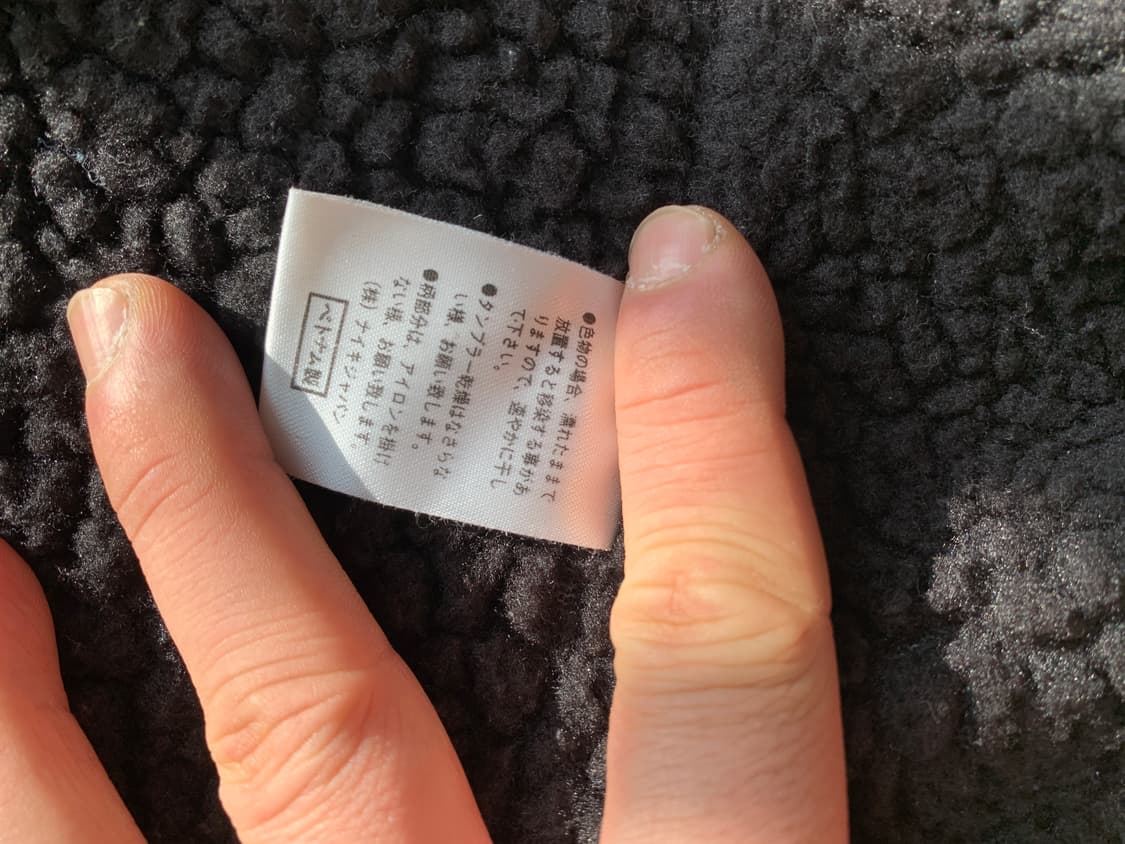 ●色物の場合、濡れたままで
放置すると移染する事があ
りますので、速やかに干し
て下さい。
●タンブラー乾燥はなさらな
い様、お願い致します。
●柄部分は、アイロンを掛け
ない様、お願い致します
(株)ナイキジャパン
ベトナム製